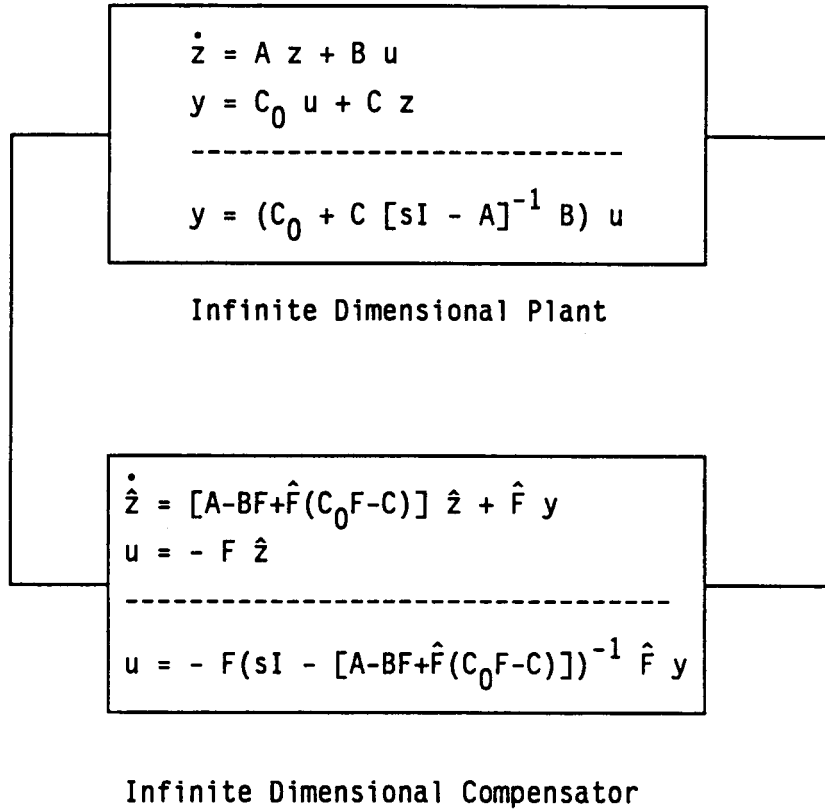 ż = A z + B u
y = C₀ u + C z
---------------------------
y = (C₀ + C [sI - A]⁻¹ B) u
Infinite Dimensional Plant
ẑ̇ = [A-BF+F̂(C₀F-C)] ẑ + F̂ y
u = - F ẑ
----------------------------------
u = - F(sI - [A-BF+F̂(C₀F-C)])⁻¹ F̂ y
Infinite Dimensional Compensator